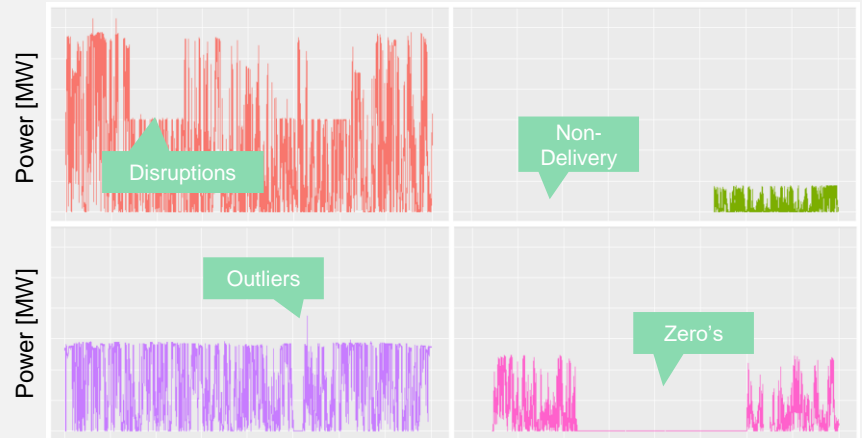 Power [MW]
Disruptions
Non-
Delivery
Power [MW]
Outliers
Zero's